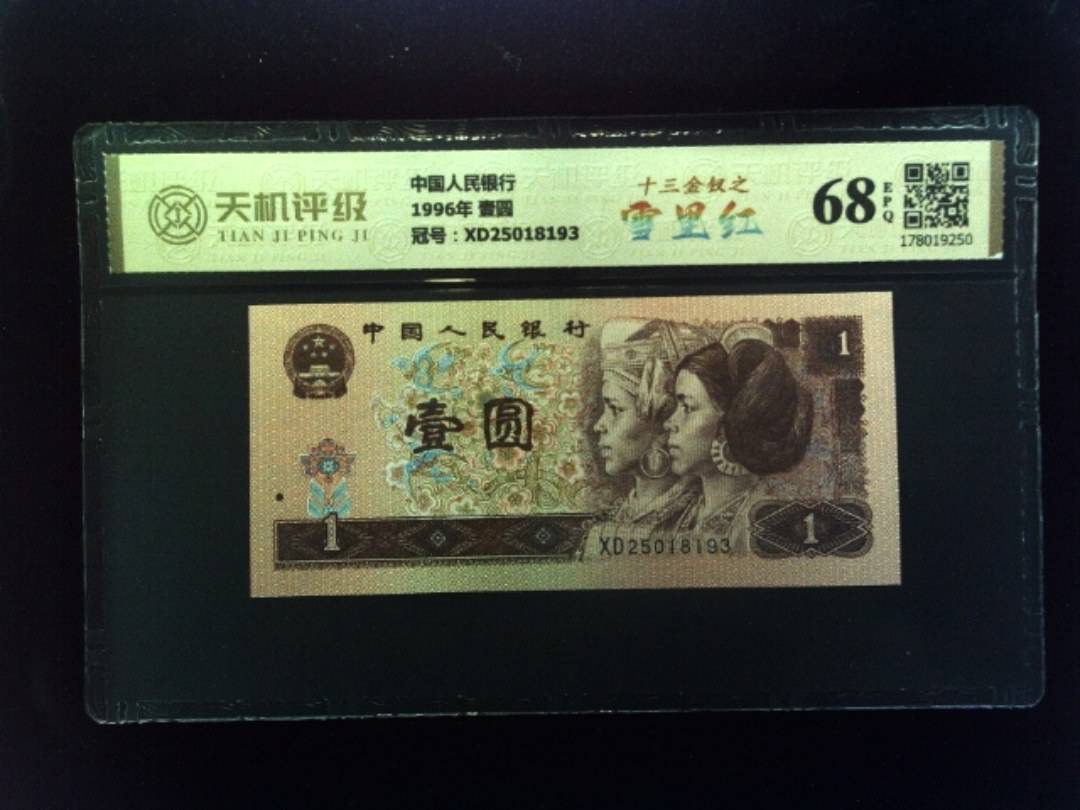 天机评级
TIAN JI PING JI
中国人民银行
1996年 壹圆
冠号：XD25018193
十三金钗之
雪里红
68
EPQ
178019250
中国人民银行
1
壹圆
1
XD25018193
1